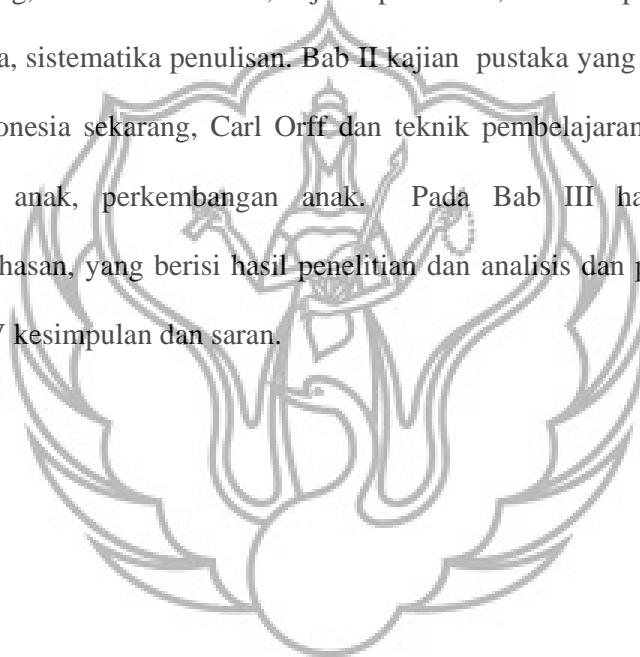 a, sistematika penulisan. Bab II kajian pustaka yang
onesia sekarang, Carl Orff dan teknik pembelajaran
anak, perkembangan anak. Pada Bab III ha
hasan, yang berisi hasil penelitian dan analisis dan p
kesimpulan dan saran.